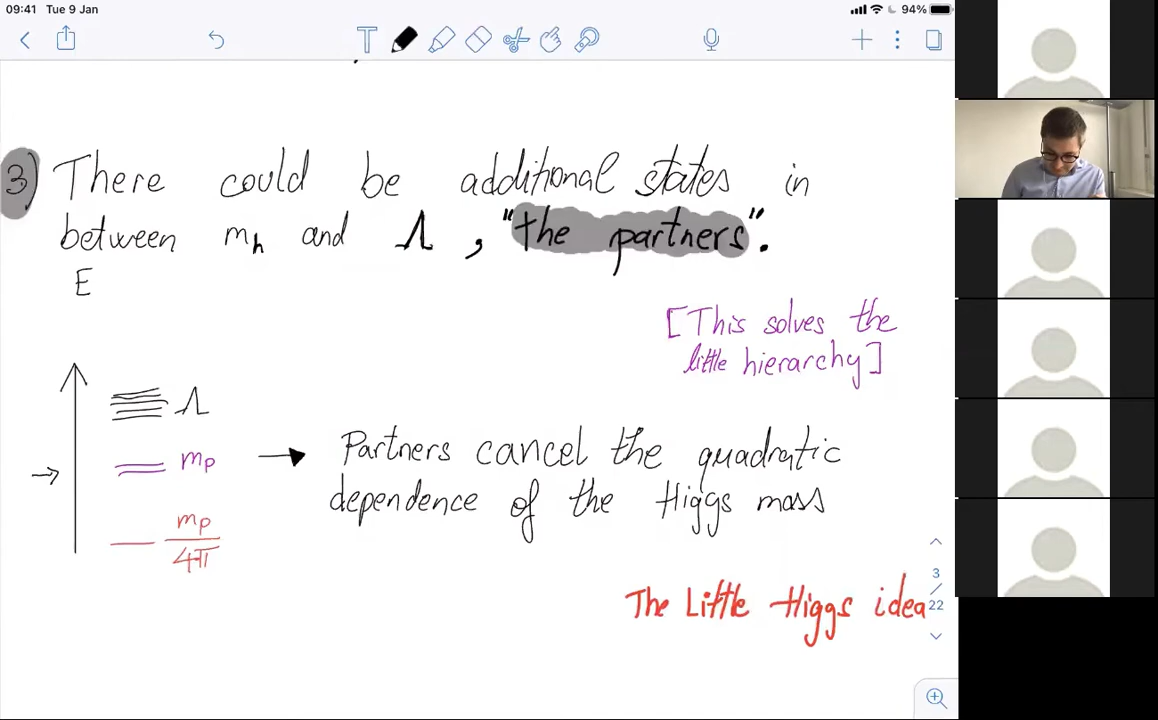 09:41 Tue 9 Jan
94%
T
3) There could be additional states in
between mₕ and Λ, "the partners".
E
[This solves the
little hierarchy]
Λ
mₚ
→ Partners cancel the quadratic
dependence of the Higgs mass
mₚ
4π
The Little Higgs idea
3
/
22